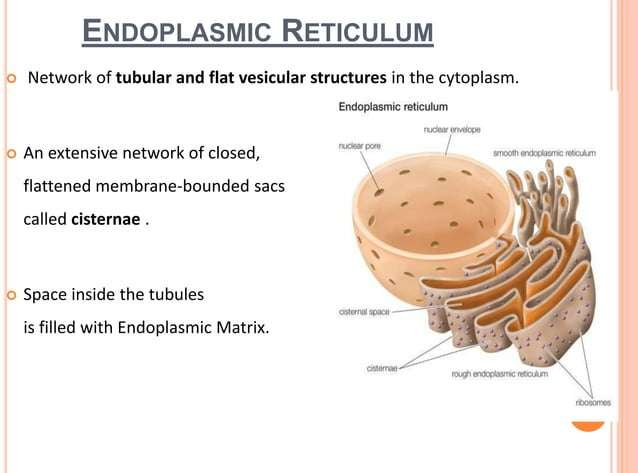 ENDOPLASMIC RETICULUM
Network of tubular and flat vesicular structures in the cytoplasm.
An extensive network of closed,
flattened membrane-bounded sacs
called cisternae .
Space inside the tubules
is filled with Endoplasmic Matrix.
Endoplasmic reticulum
nuclear envelope
nuclear pore
smooth endoplasmic reticulum
cisternal space
cisternae
rough endoplasmic reticulum
ribosomes